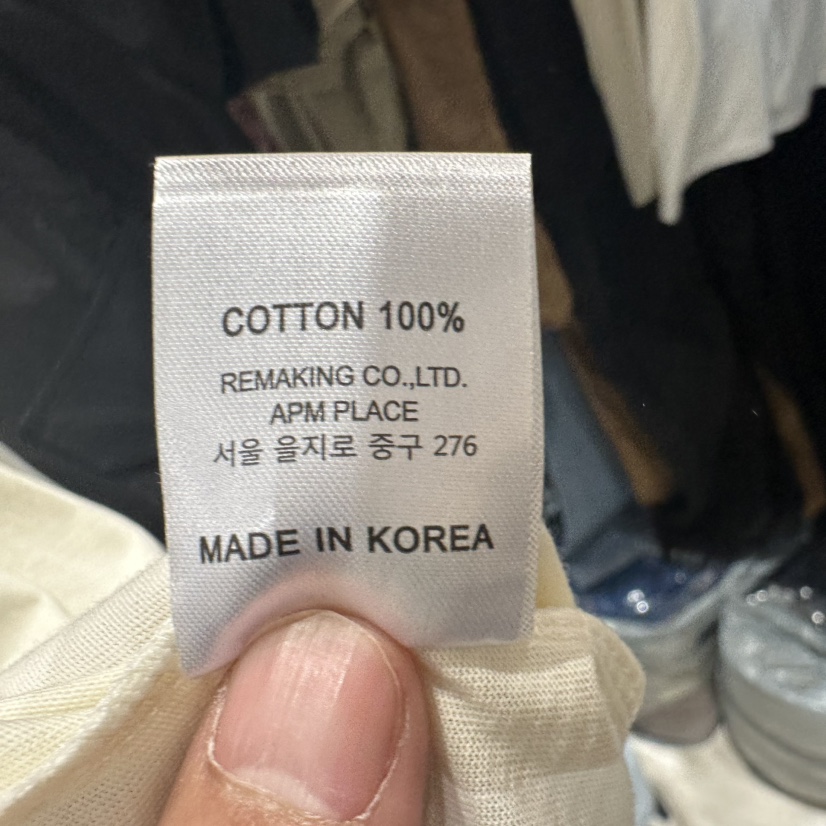 COTTON 100%
REMAKING CO.,LTD.
APM PLACE
서울 을지로 중구 276
MADE IN KOREA